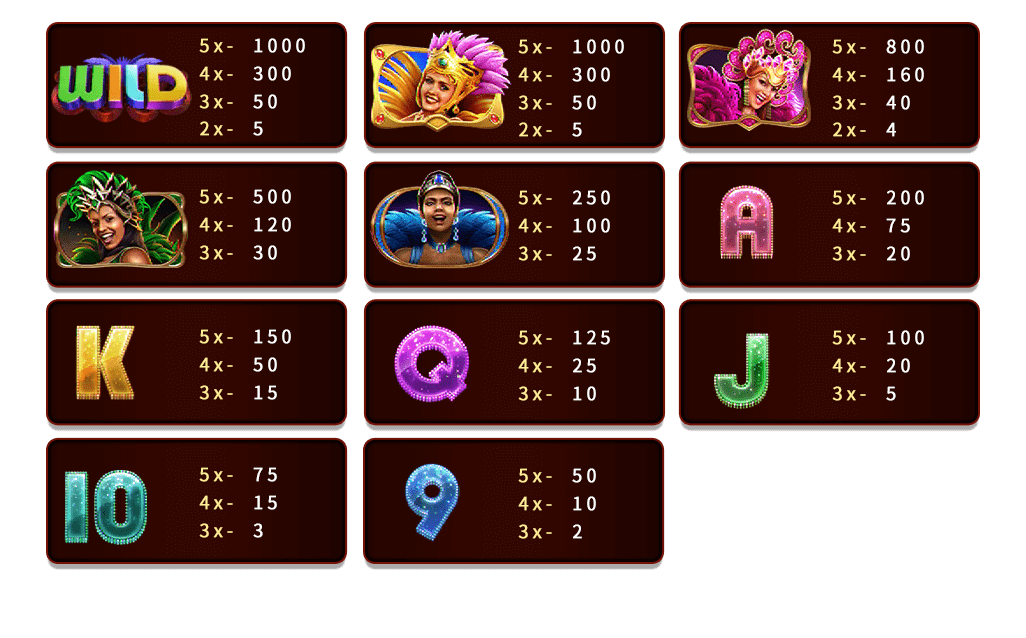 WILD
5x- 1000
4x- 300
3x- 50
2x- 5
5x- 1000
4x- 300
3x- 50
2x- 5
5x- 800
4x- 160
3x- 40
2x- 4
5x- 500
4x- 120
3x- 30
5x- 250
4x- 100
3x- 25
A
5x- 200
4x- 75
3x- 20
K
5x- 150
4x- 50
3x- 15
Q
5x- 125
4x- 25
3x- 10
J
5x- 100
4x- 20
3x- 5
10
5x- 75
4x- 15
3x- 3
9
5x- 50
4x- 10
3x- 2